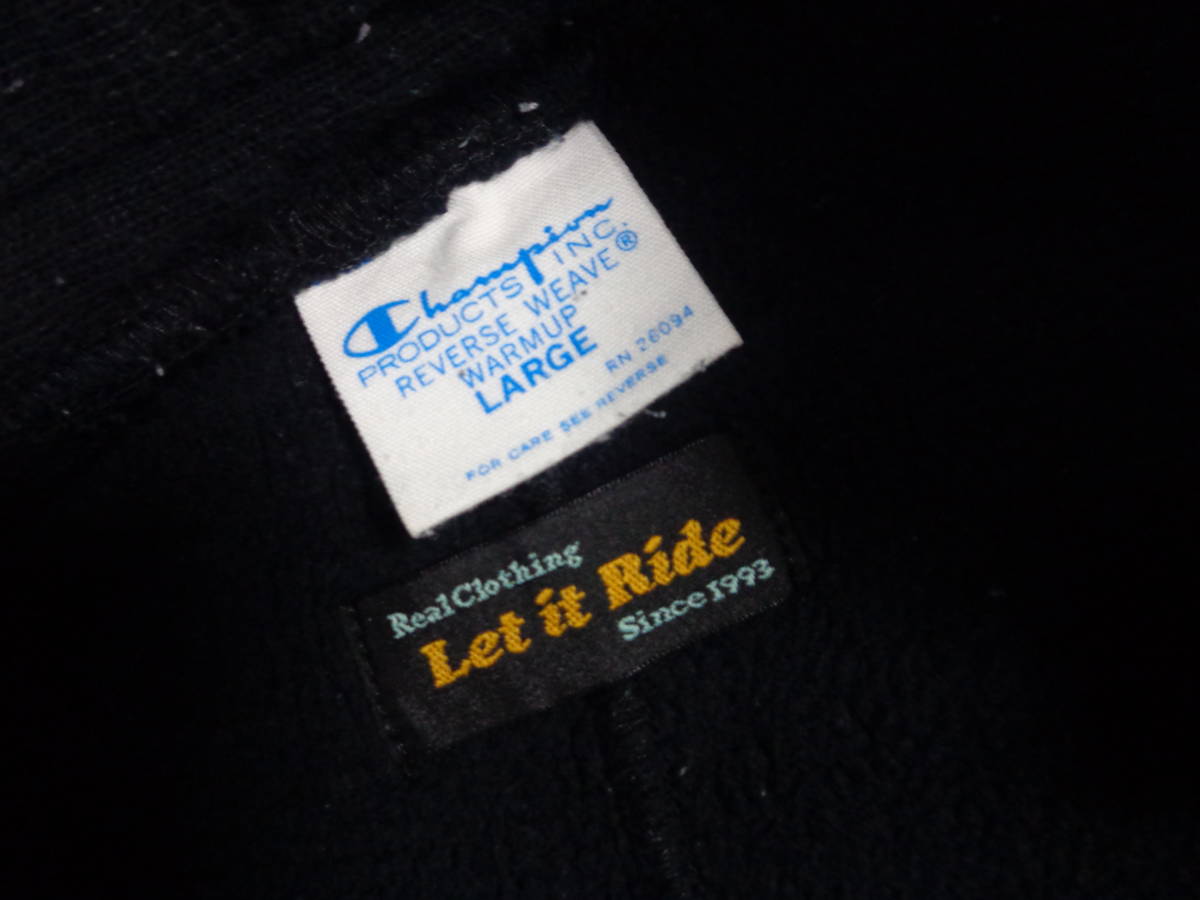 Champion
PRODUCTS INC.
REVERSE WEAVE®
WARMUP
LARGE
RN 26094
FOR CARE SEE REVERSE
Real Clothing
Let it Ride
Since 1993